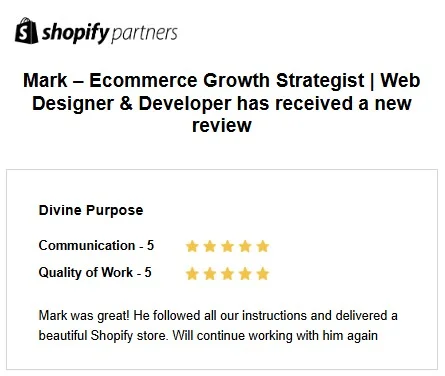 shopify partners
Mark – Ecommerce Growth Strategist | Web
Designer & Developer has received a new
review
Divine Purpose
Communication - 5
Quality of Work - 5
Mark was great! He followed all our instructions and delivered a
beautiful Shopify store. Will continue working with him again